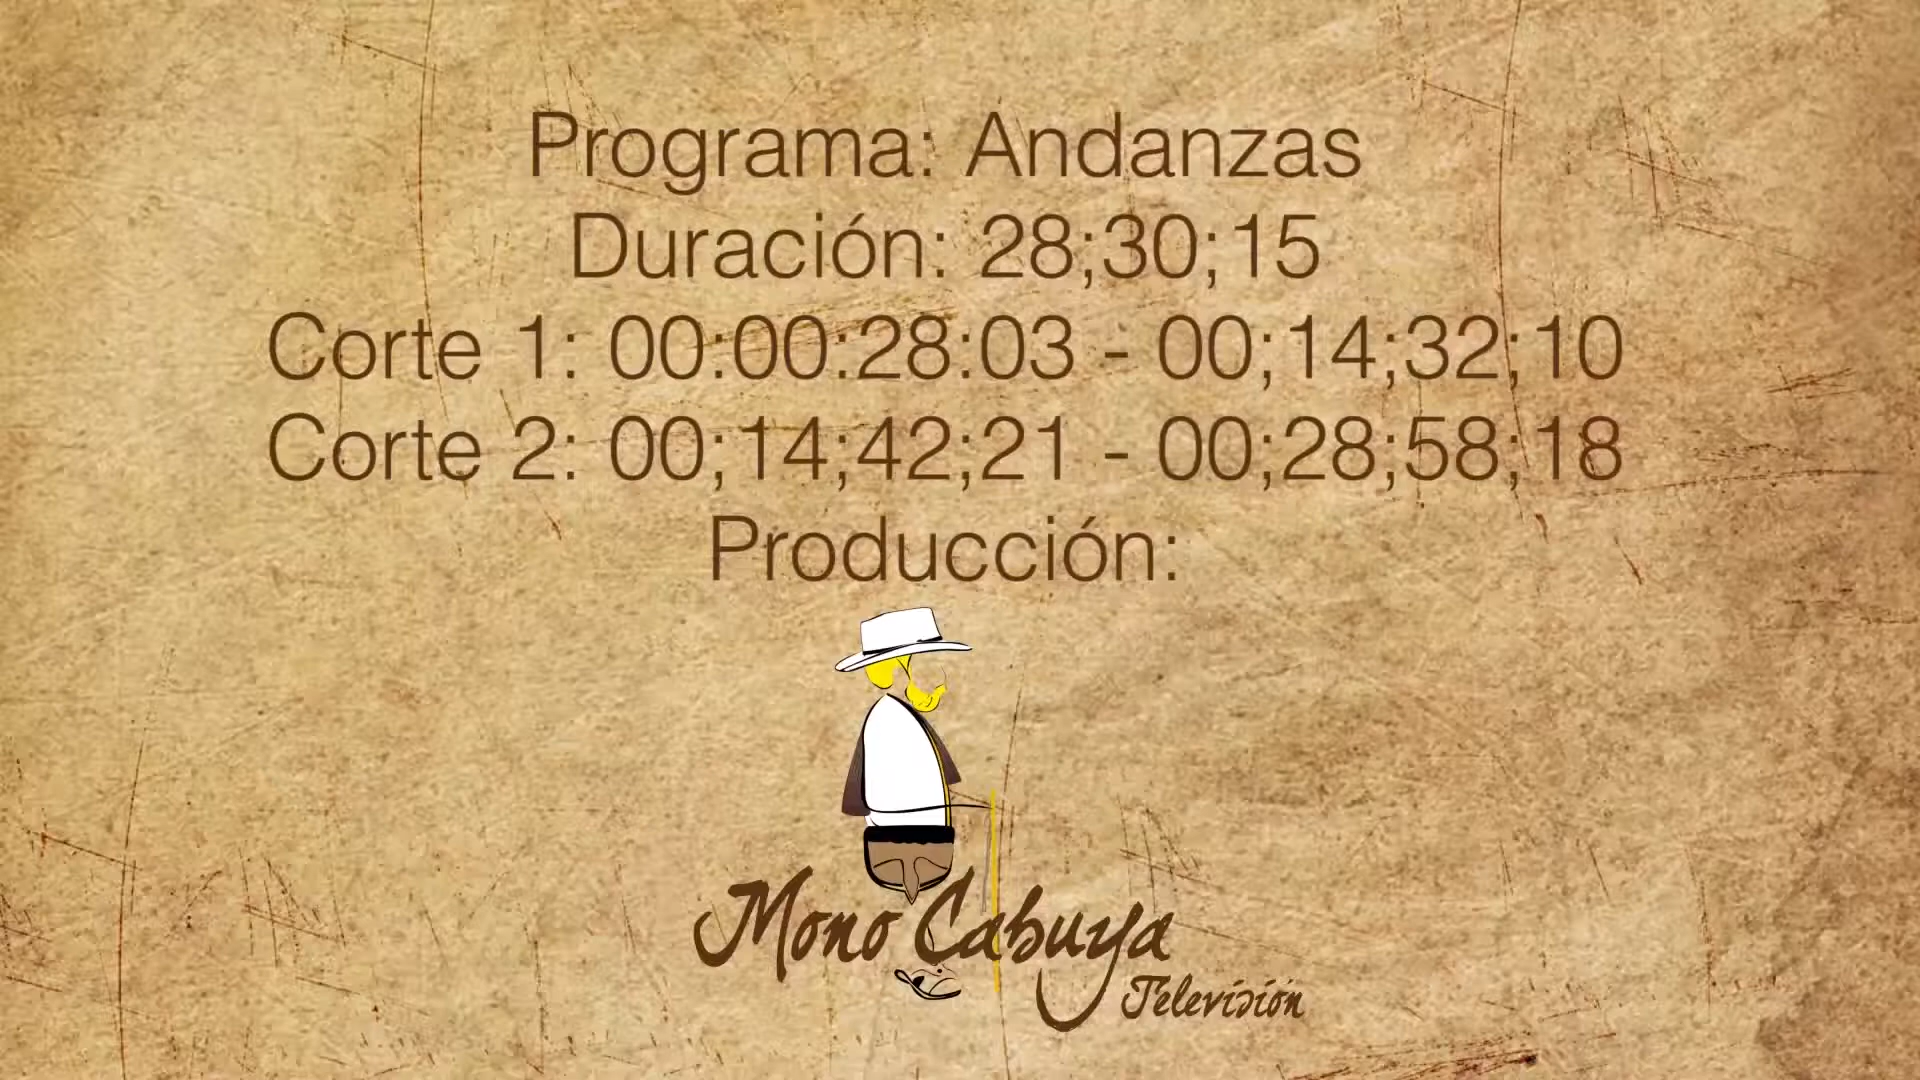 Programa: Andanzas
Duración: 28;30;15
Corte 1: 00:00:28:03 - 00;14;32;10
Corte 2: 00;14;42;21 - 00;28;58;18
Producción:
Mono Cabuya
Televisión